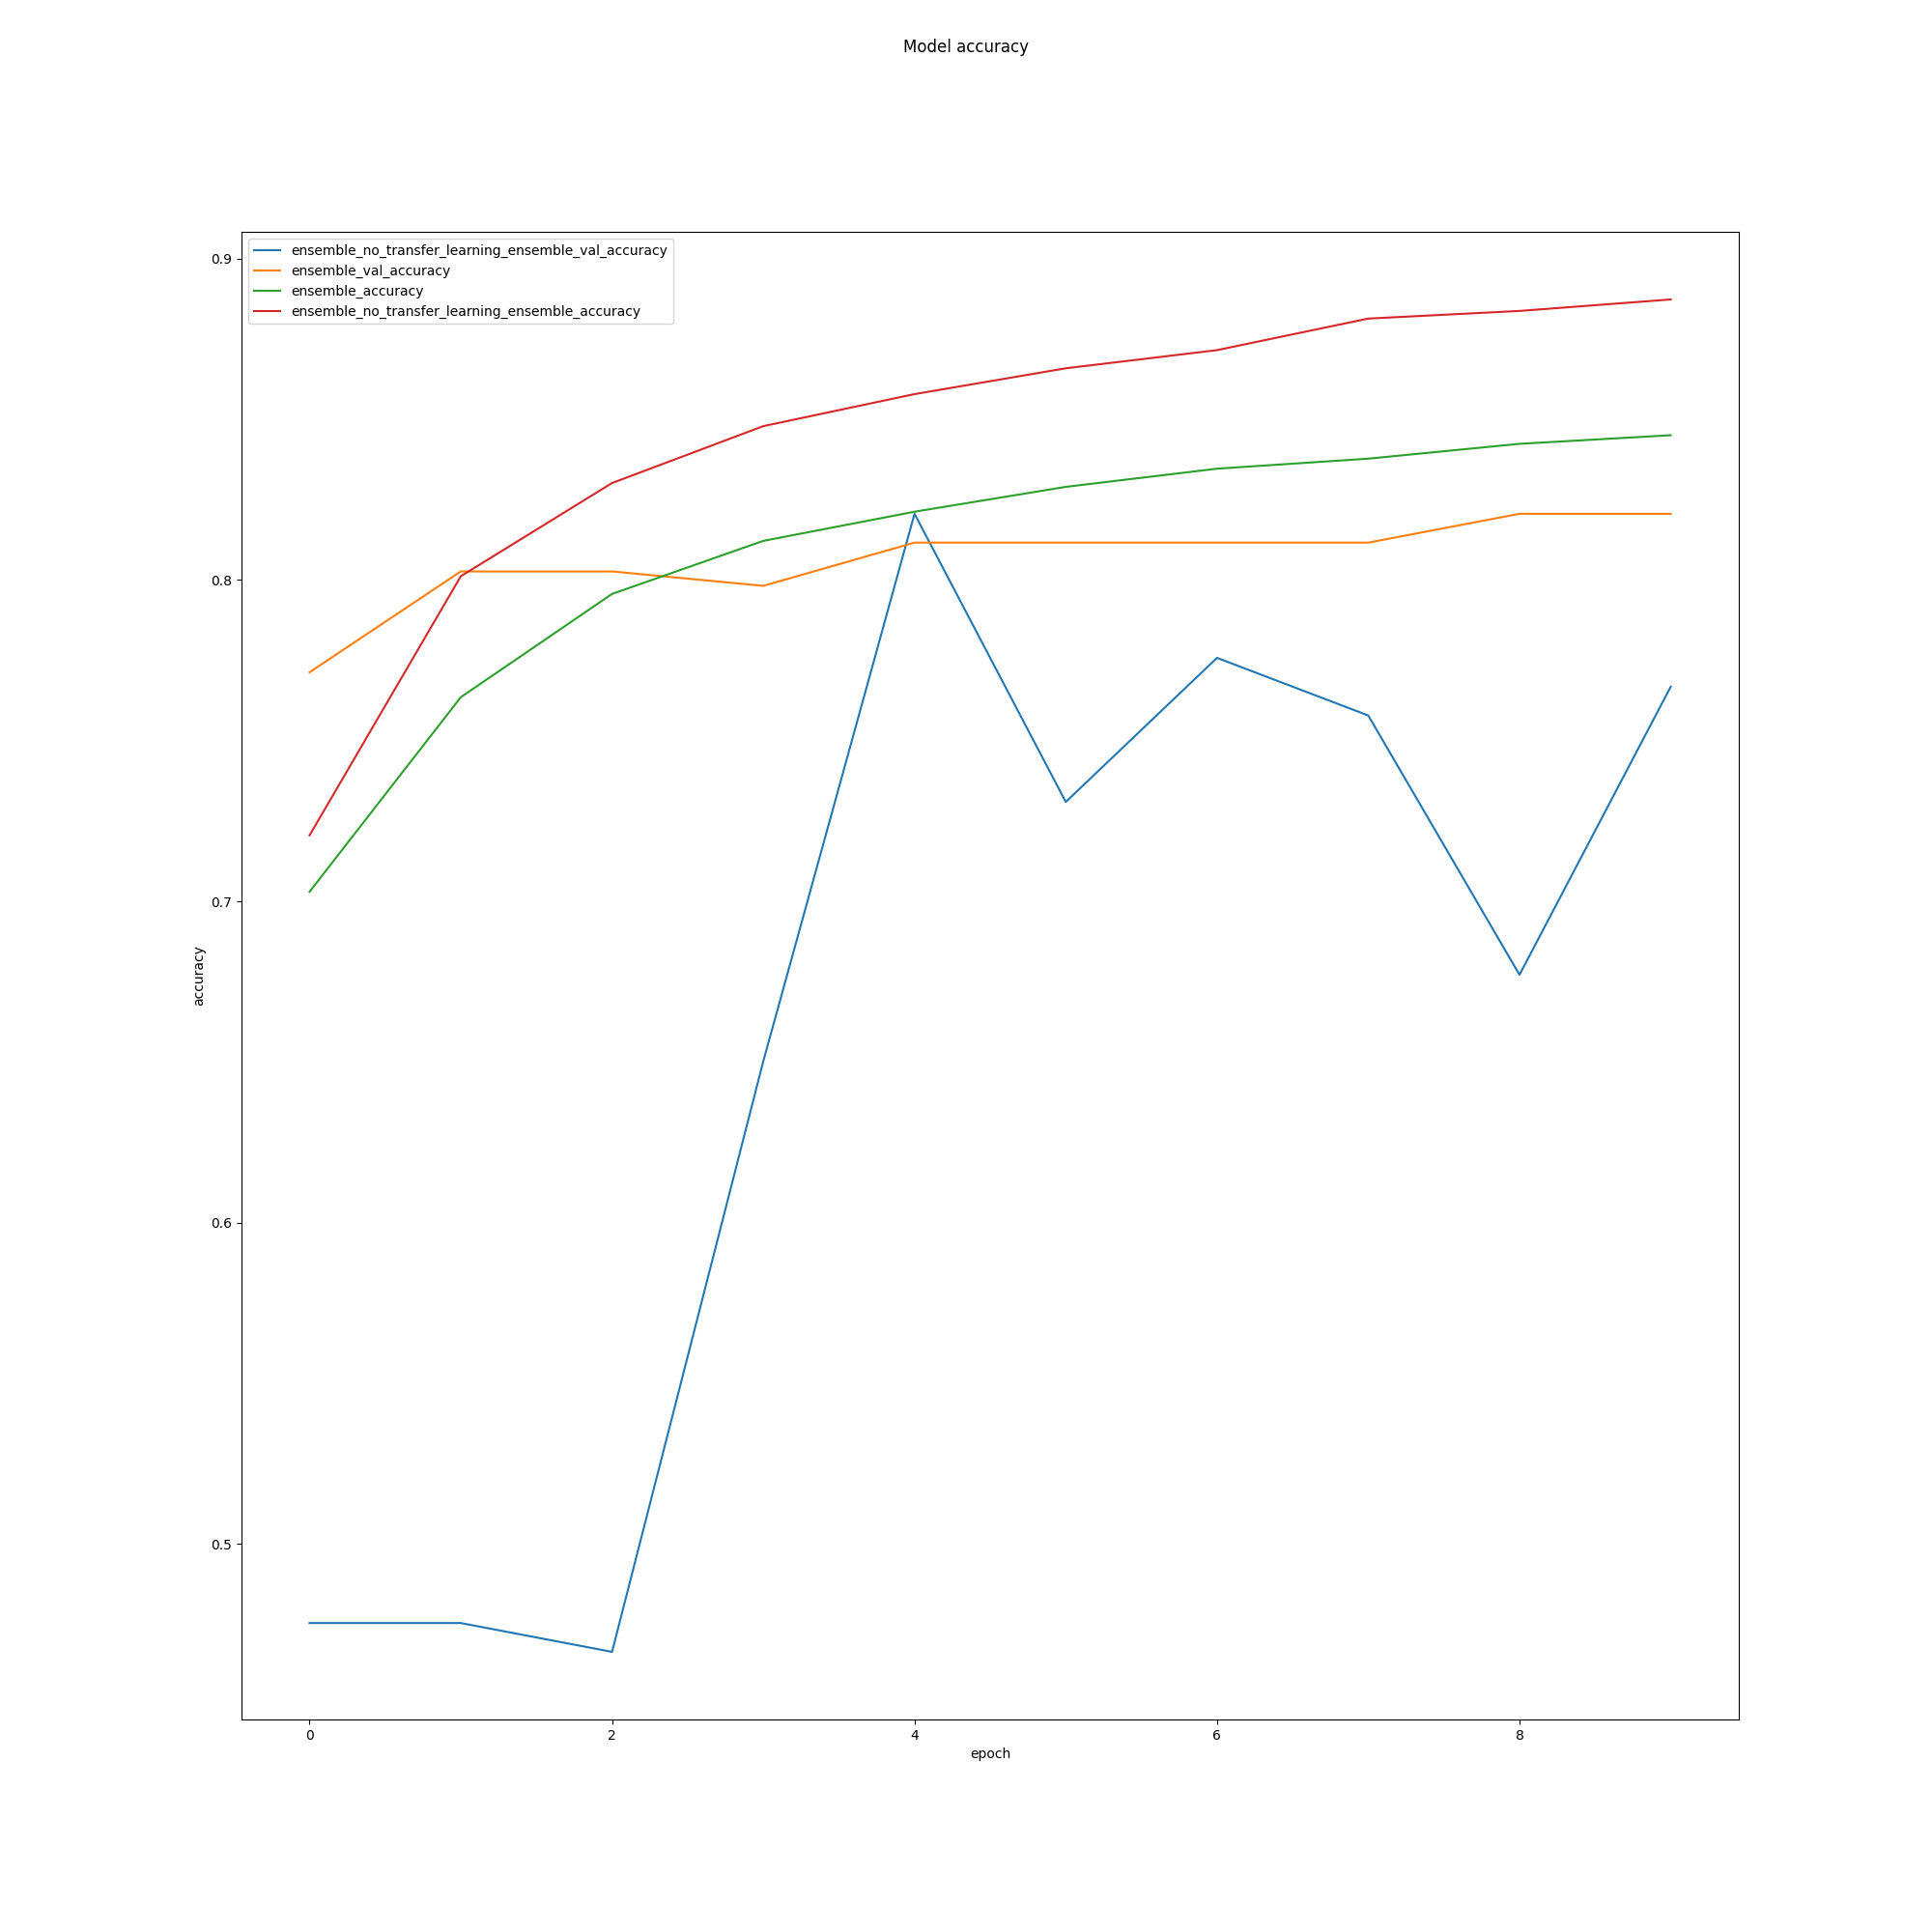 Model accuracy
ensemble_no_transfer_learning_ensemble_val_accuracy
ensemble_val_accuracy
ensemble_accuracy
ensemble_no_transfer_learning_ensemble_accuracy
0.9
0.8
0.7
0.6
0.5
accuracy
0 2 4 6 8
epoch